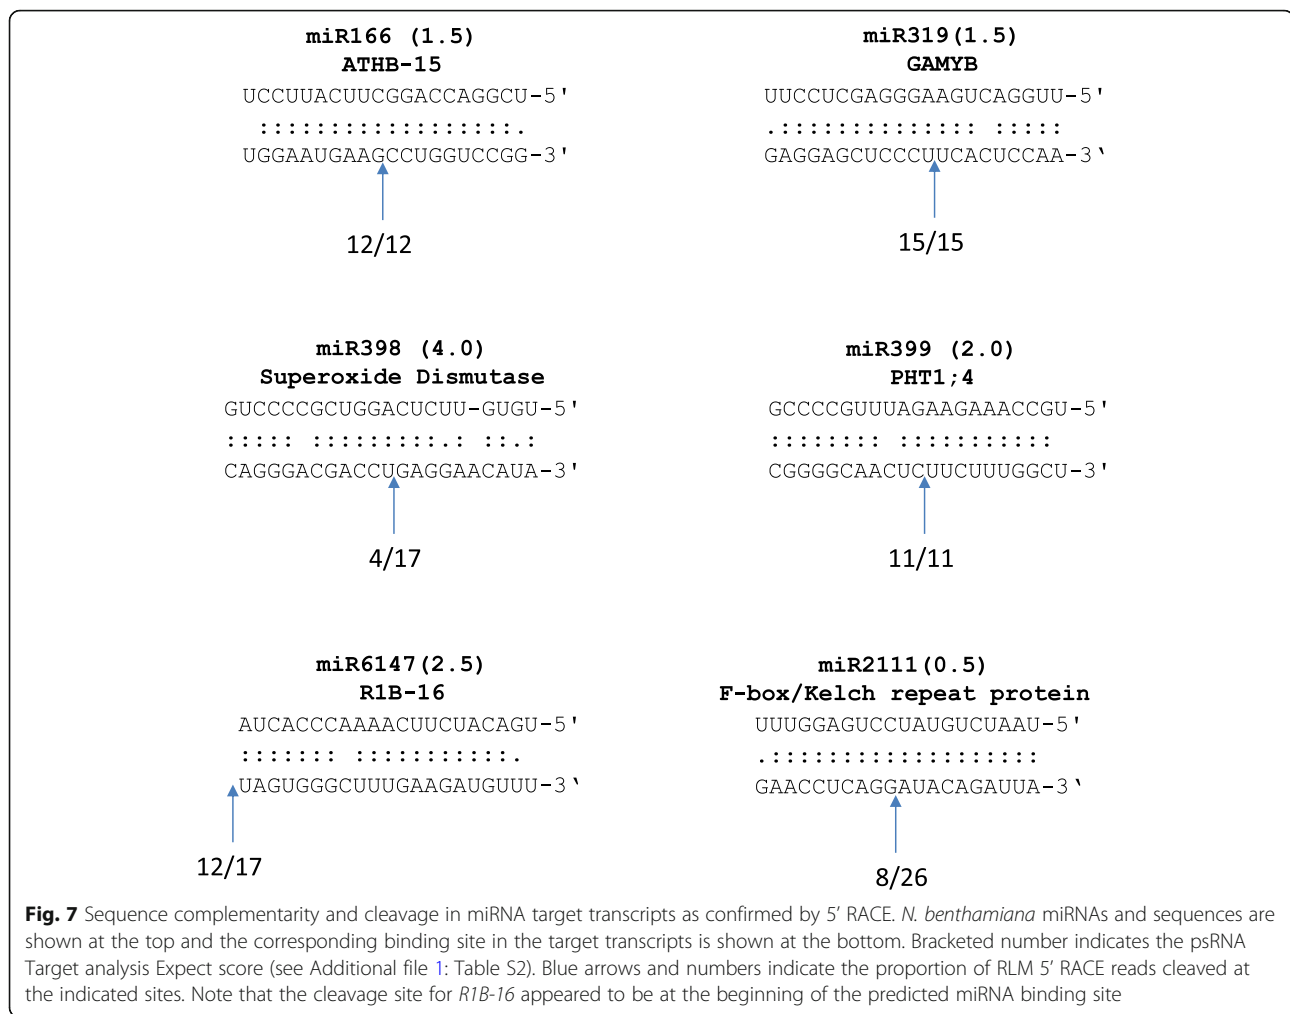 miR166 (1.5)
ATHB-15
UCCUUACUUCGGACCAGGCU-5'
:::::::::::::::::::.
UGGAAUGAAGCCUGGUCCGG-3'
12/12
miR319(1.5)
GAMYB
UUCCUCGAGGGAAGUCAGGUU-5'
.:::::::::::::: :::::
GAGGAGCUCCCUUCACUCCAA-3‘
15/15
miR398 (4.0)
Superoxide Dismutase
GUCCCCGCUGGACUCUU-GUGU-5'
::::: ::::::::::.: ::.:
CAGGGACGACCUGAGGAACAUA-3'
4/17
miR399 (2.0)
PHT1;4
GCCCCGUUUAGAAGAAACCGU-5'
:::::::: :::::::::::
CGGGGCAACUCUUCUUUGGCU-3'
11/11
miR6147(2.5)
R1B-16
AUCACCCAAAACUUCUACAGU-5'
::::::: :::::::::::.
UAGUGGGCUUUGAAGAUGUUU-3‘
12/17
miR2111(0.5)
F-box/Kelch repeat protein
UUUGGAGUCCUAUGUCUAAU-5'
.:::::::::::::::::::
GAACCUCAGGAUACAGAUUA-3‘
8/26
Fig. 7 Sequence complementarity and cleavage in miRNA target transcripts as confirmed by 5′ RACE. N. benthamiana miRNAs and sequences are
shown at the top and the corresponding binding site in the target transcripts is shown at the bottom. Bracketed number indicates the psRNA
Target analysis Expect score (see Additional file 1: Table S2). Blue arrows and numbers indicate the proportion of RLM 5′ RACE reads cleaved at
the indicated sites. Note that the cleavage site for R1B-16 appeared to be at the beginning of the predicted miRNA binding site